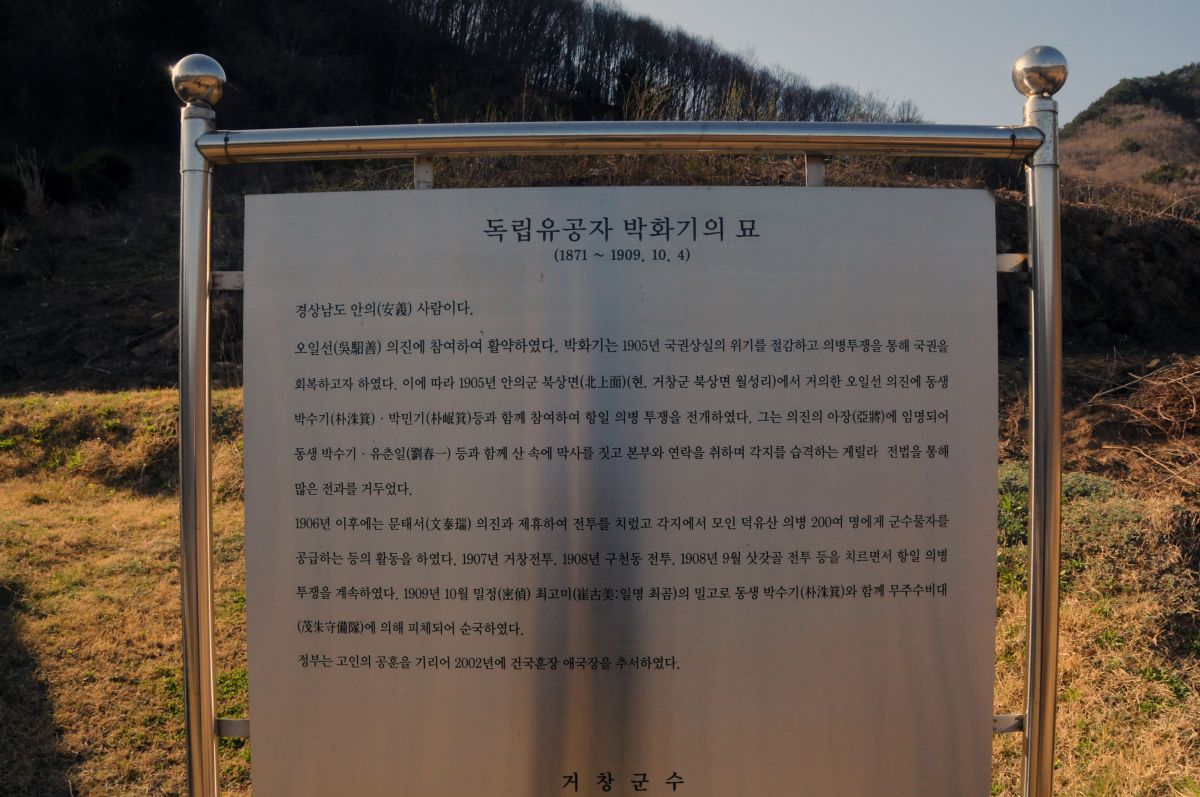 독립유공자 박화기의 묘
(1871 ~ 1909. 10. 4)
경상남도 안의(安義) 사람이다.
오일선(吳馹善) 의진에 참여하여 활약하였다. 박화기는 1905년 국권상실의 위기를 절감하고 의병투쟁을 통해 국권을
회복하고자 하였다. 이에 따라 1905년 안의군 북상면(北上面)(현, 거창군 북상면 월성리)에서 거의한 오일선 의진에 동생
박수기(朴洙箕) · 박민기(朴岷箕)등과 함께 참여하여 항일 의병 투쟁을 전개하였다. 그는 의진의 아장(亞將)에 임명되어
동생 박수기 · 유춘일(劉春一) 등과 함께 산 속에 막사를 짓고 본부와 연락을 취하며 각지를 습격하는 게릴라 전법을 통해
많은 전과를 거두었다.
1906년 이후에는 문태서(文泰瑞) 의진과 제휴하여 전투를 치렀고 각지에서 모인 덕유산 의병 200여 명에게 군수물자를
공급하는 등의 활동을 하였다. 1907년 거창전투, 1908년 구천동 전투, 1908년 9월 삿갓골 전투 등을 치르면서 항일 의병
투쟁을 계속하였다. 1909년 10월 밀정(密偵) 최고미(崔古美:일명 최곰)의 밀고로 동생 박수기(朴洙箕)와 함께 무주수비대
(茂朱守備隊)에 의해 피체되어 순국하였다.
정부는 고인의 공훈을 기리어 2002년에 건국훈장 애국장을 추서하였다.
거 창 군 수